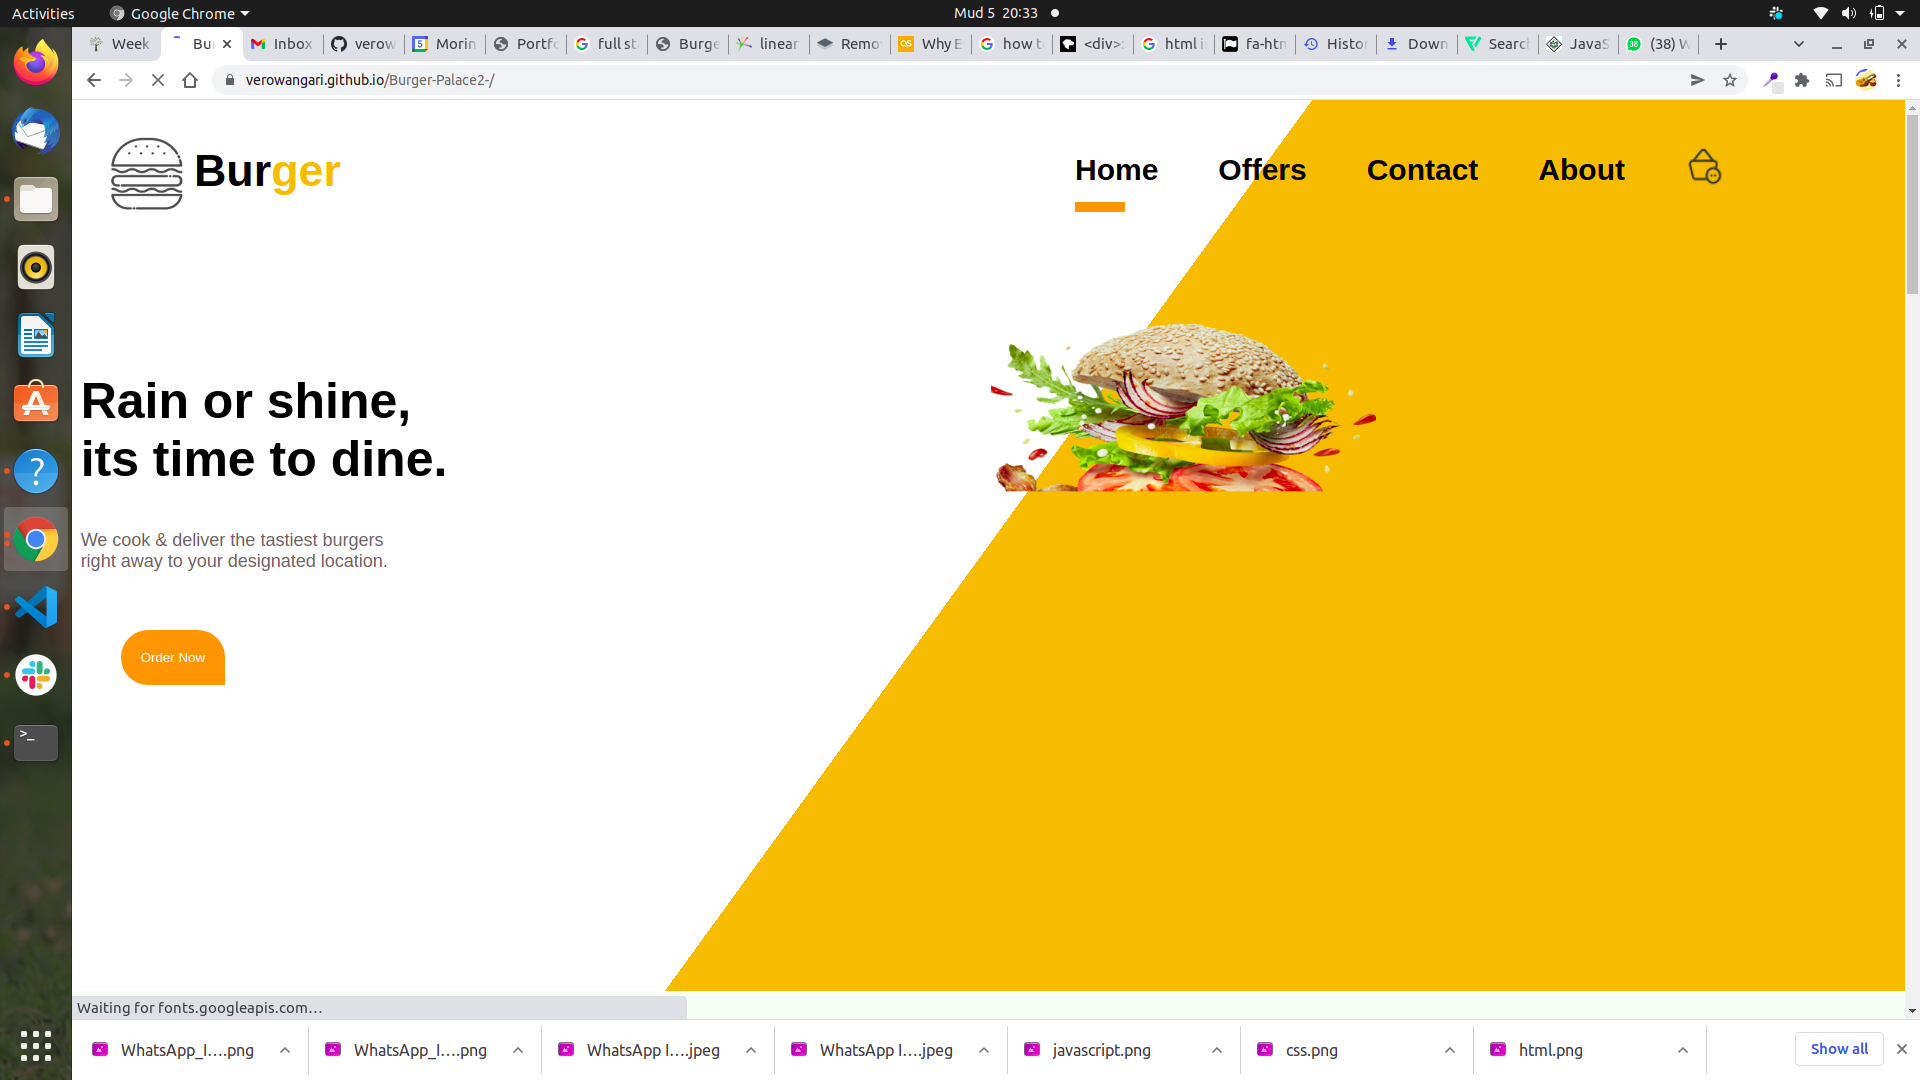 Activities
Google Chrome
Mud 5 20:33
Week
Bur
Inbox
verow
Morin
Portfo
full st
Burge
linear
Remo
Why E
how t
<div>:
html i
fa-htm
Histor
Down
Search
JavaS
(38) W
verowangari.github.io/Burger-Palace2-/
Burger
Home
Offers
Contact
About
Rain or shine,
its time to dine.
We cook & deliver the tastiest burgers
right away to your designated location.
Order Now
Waiting for fonts.googleapis.com…
WhatsApp_I….png
WhatsApp_I….png
WhatsApp I….jpeg
WhatsApp I….jpeg
javascript.png
css.png
html.png
Show all